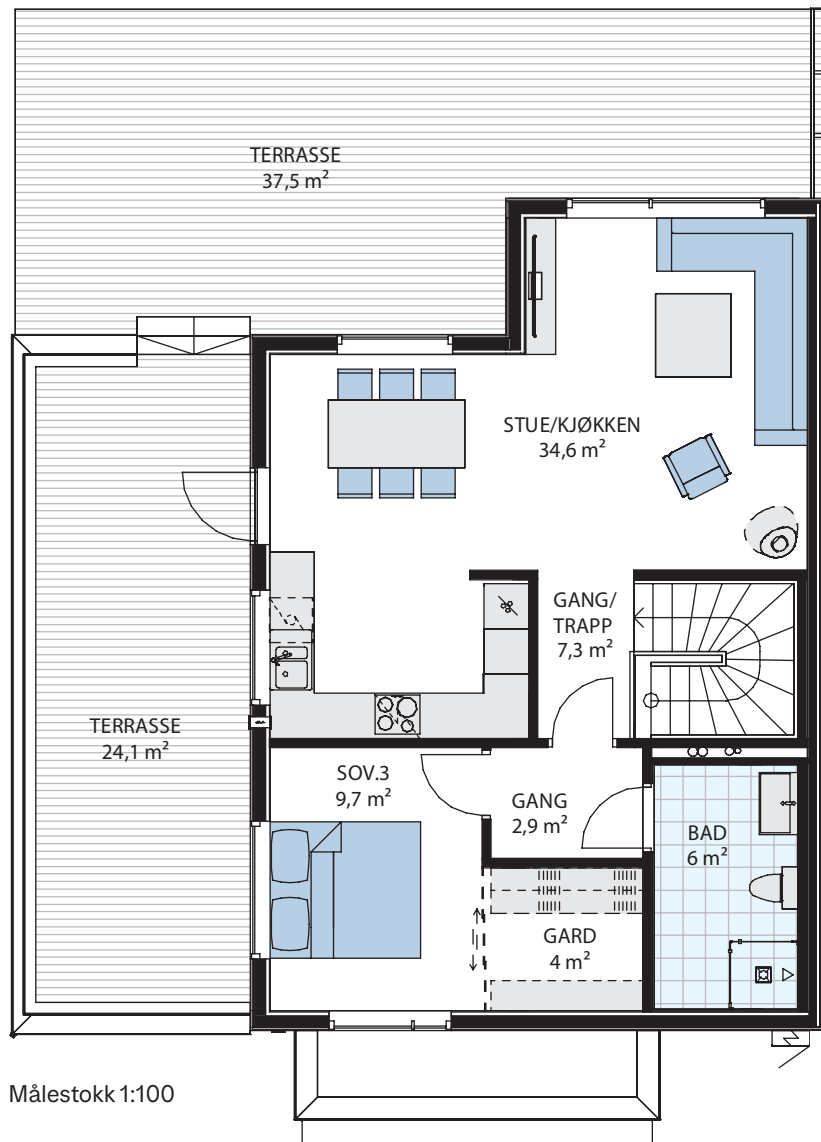 TERRASSE
37,5 m²
STUE/KJØKKEN
34,6 m²
GANG/
TRAPP
7,3 m²
TERRASSE
24,1 m²
SOV.3
9,7 m²
GANG
2,9 m²
BAD
6 m²
GARD
4 m²
Målestokk 1:100